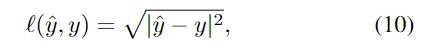 ℓ(ŷ, y) = √|ŷ − y|², (10)